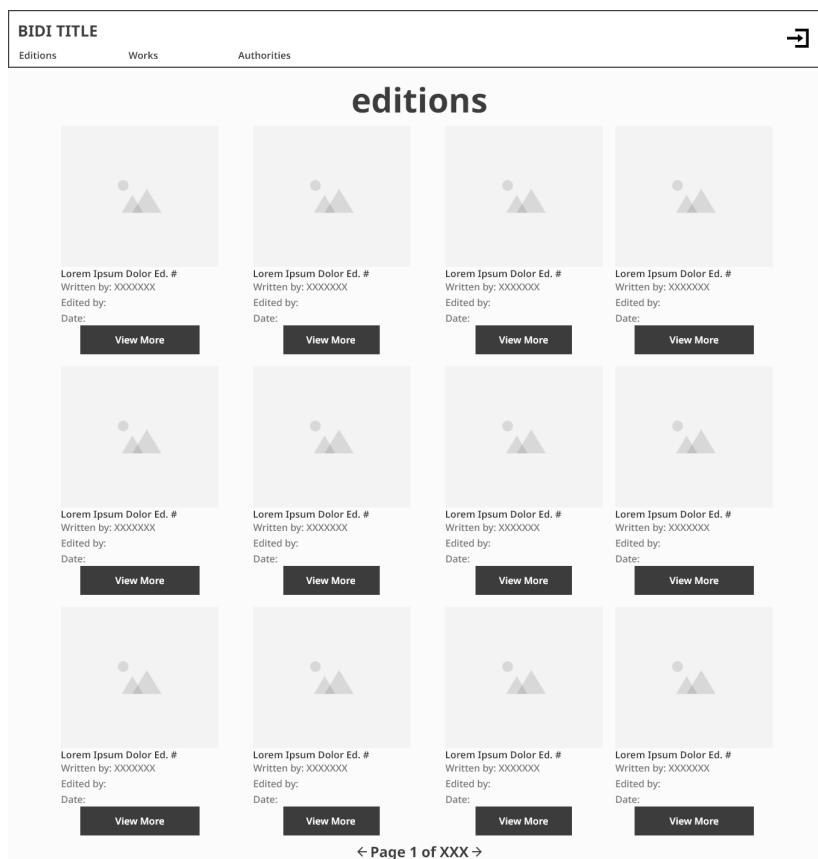 BIDI TITLE
Editions Works Authorities
editions
Lorem Ipsum Dolor Ed. #
Written by: XXXXXXX
Edited by:
Date:
View More
Lorem Ipsum Dolor Ed. #
Written by: XXXXXXX
Edited by:
Date:
View More
Lorem Ipsum Dolor Ed. #
Written by: XXXXXXX
Edited by:
Date:
View More
Lorem Ipsum Dolor Ed. #
Written by: XXXXXXX
Edited by:
Date:
View More
Lorem Ipsum Dolor Ed. #
Written by: XXXXXXX
Edited by:
Date:
View More
Lorem Ipsum Dolor Ed. #
Written by: XXXXXXX
Edited by:
Date:
View More
Lorem Ipsum Dolor Ed. #
Written by: XXXXXXX
Edited by:
Date:
View More
Lorem Ipsum Dolor Ed. #
Written by: XXXXXXX
Edited by:
Date:
View More
Lorem Ipsum Dolor Ed. #
Written by: XXXXXXX
Edited by:
Date:
View More
Lorem Ipsum Dolor Ed. #
Written by: XXXXXXX
Edited by:
Date:
View More
Lorem Ipsum Dolor Ed. #
Written by: XXXXXXX
Edited by:
Date:
View More
Lorem Ipsum Dolor Ed. #
Written by: XXXXXXX
Edited by:
Date:
View More
← Page 1 of XXX →